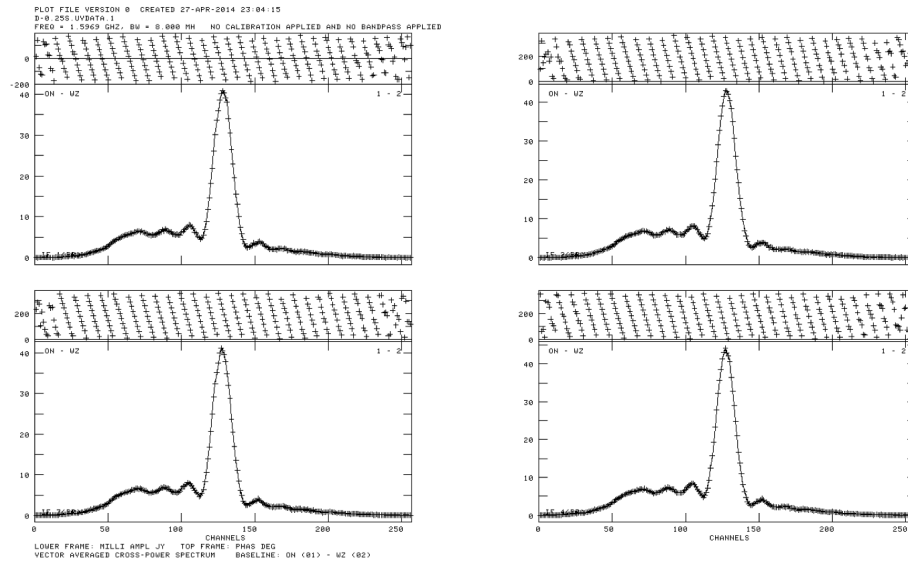 PLOT FILE VERSION 0 CREATED 27-APR-2014 23:04:15
D-0.25S.UVDATA.1
FREQ = 1.5969 GHZ, BW = 8.000 MH NO CALIBRATION APPLIED AND NO BANDPASS APPLIED
0
-200
200
0
ON - WZ 1 - 2
ON - WZ 1 - 2
40
30
20
10
0
40
30
20
10
0
200
0
200
0
ON - WZ 1 - 2
ON - WZ 1 - 2
40
30
20
10
0
40
30
20
10
0
0 50 100 150 200 250
0 50 100 150 200 250
CHANNELS
CHANNELS
LOWER FRAME: MILLI AMPL JY TOP FRAME: PHAS DEG
VECTOR AVERAGED CROSS-POWER SPECTRUM BASELINE: ON (01) - WZ (02)